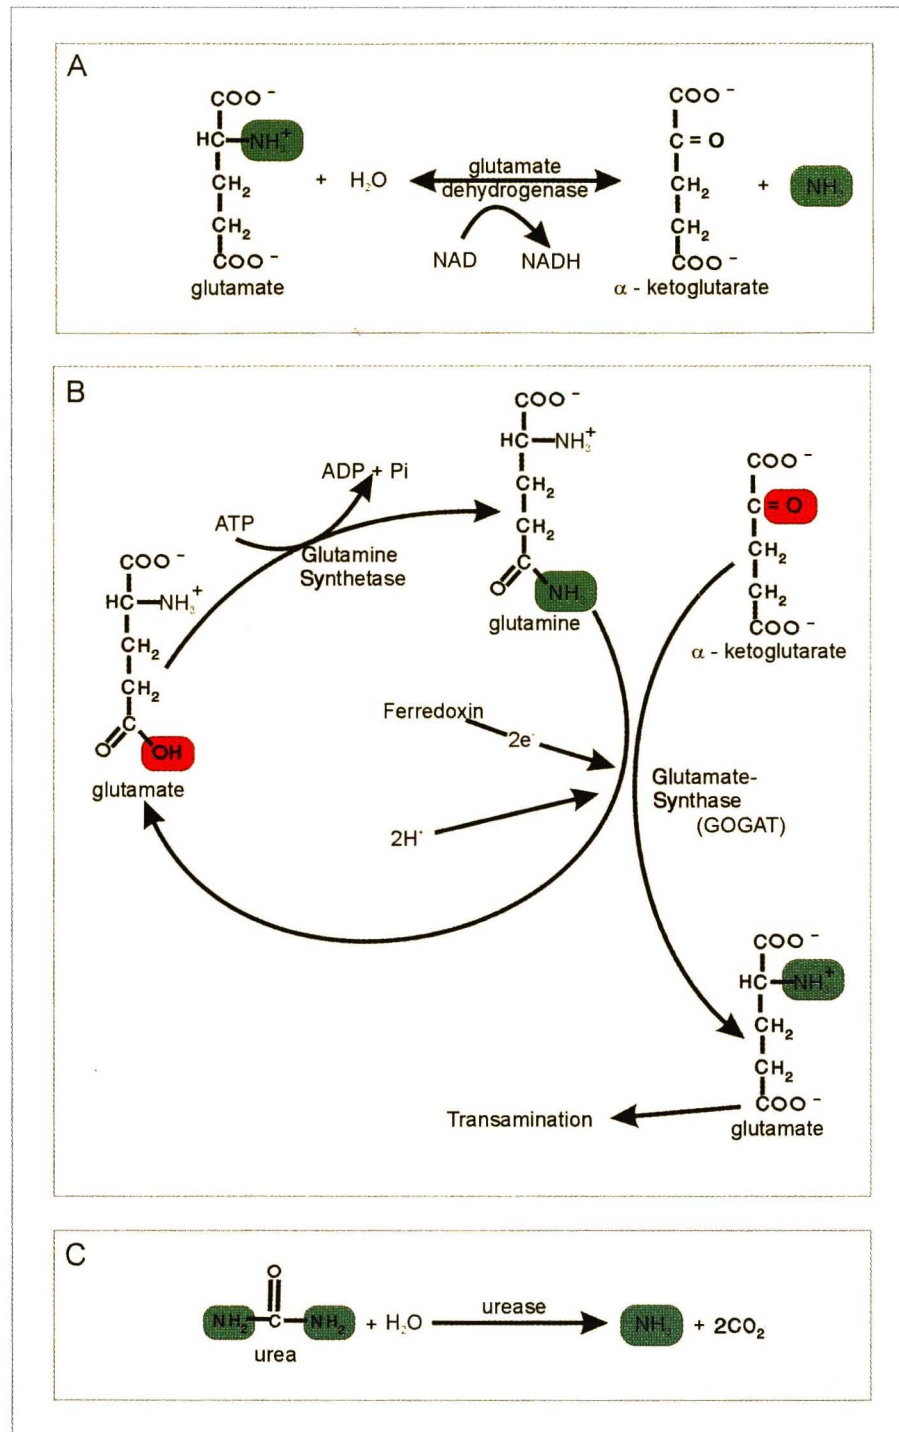 A
COO⁻
HC—NH₃⁺
CH₂
CH₂
COO⁻
glutamate
+ H₂O
glutamate
dehydrogenase
NAD NADH
COO⁻
C=O
CH₂
CH₂
COO⁻
α - ketoglutarate
+ NH₃
B
COO⁻
HC—NH₃⁺
CH₂
CH₂
C
O OH
glutamate
ATP
ADP + Pi
Glutamine
Synthetase
COO⁻
HC—NH₃⁺
CH₂
CH₂
C
O NH
glutamine
COO⁻
C=O
CH₂
CH₂
COO⁻
α - ketoglutarate
Ferredoxin
2e⁻
2H⁺
Glutamate-
Synthase
(GOGAT)
COO⁻
HC—NH₃⁺
CH₂
CH₂
COO⁻
glutamate
Transamination
C
O
NH₂—C—NH₂ + H₂O urease NH₃ + 2CO₂
urea